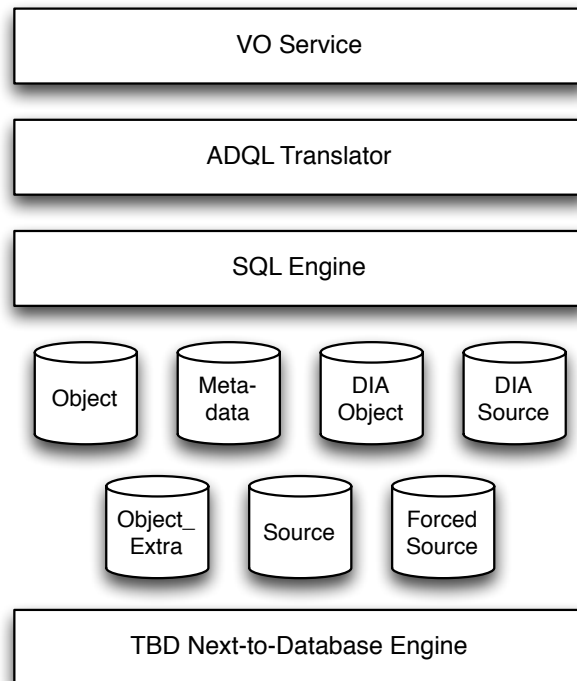 VO Service
ADQL Translator
SQL Engine
Object
Meta-
data
DIA
Object
DIA
Source
Object_
Extra
Source
Forced
Source
TBD Next-to-Database Engine